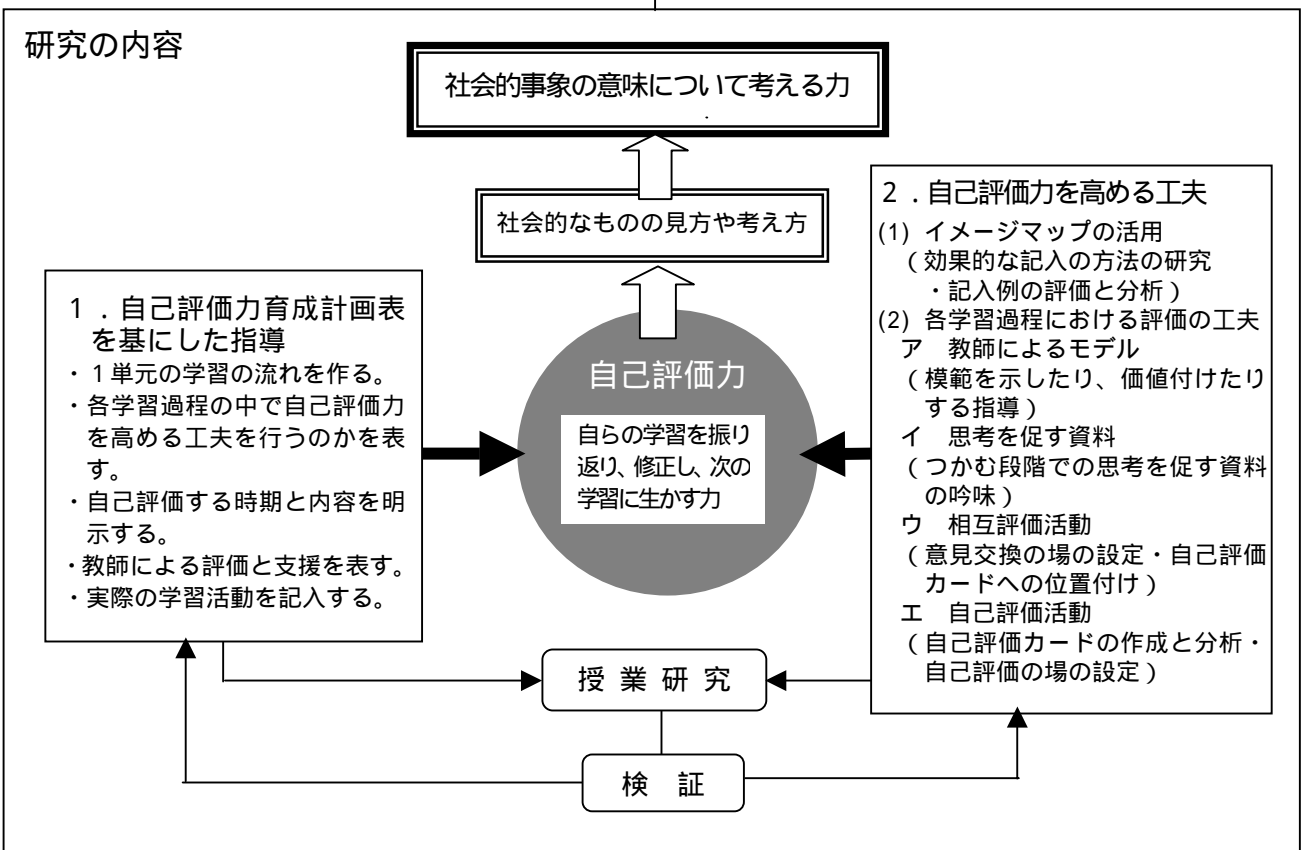 研究の内容
社会的事象の意味について考える力
社会的なものの見方や考え方
１．自己評価力育成計画表
を基にした指導
・１単元の学習の流れを作る。
・各学習過程の中で自己評価力
を高める工夫を行うのかを表
す。
・自己評価する時期と内容を明
示する。
・教師による評価と支援を表す。
・実際の学習活動を記入する。
自己評価力
自らの学習を振り
返り、修正し、次の
学習に生かす力
２．自己評価力を高める工夫
(1) イメージマップの活用
（効果的な記入の方法の研究
・記入例の評価と分析）
(2) 各学習過程における評価の工夫
ア　教師によるモデル
（模範を示したり、価値付けたり
する指導）
イ　思考を促す資料
（つかむ段階での思考を促す資料
の吟味）
ウ　相互評価活動
（意見交換の場の設定・自己評価
カードへの位置付け）
エ　自己評価活動
（自己評価カードの作成と分析・
自己評価の場の設定）
授 業 研 究
検　証